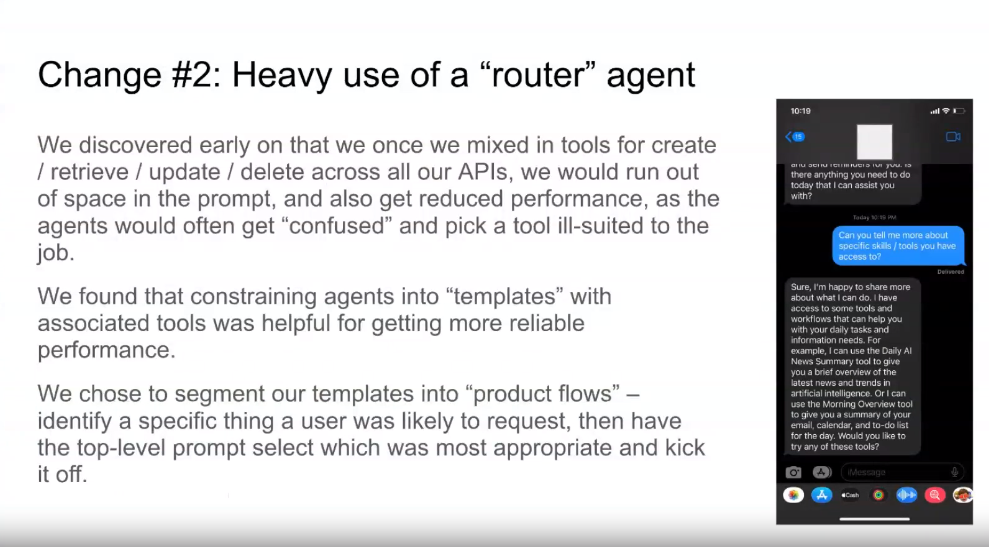 Change #2: Heavy use of a “router” agent
We discovered early on that we once we mixed in tools for create
/ retrieve / update / delete across all our APIs, we would run out
of space in the prompt, and also get reduced performance, as the
agents would often get “confused” and pick a tool ill-suited to the
job.
We found that constraining agents into “templates” with
associated tools was helpful for getting more reliable
performance.
We chose to segment our templates into “product flows” –
identify a specific thing a user was likely to request, then have
the top-level prompt select which was most appropriate and kick
it off.
10:19
15
and send reminders for you. Is
there anything you need to do
today that I can assist you
with?
Today 10:15 PM
Can you tell me more about
specific skills / tools you have
access to?
Delivered
Sure, I'm happy to share more
about what I can do. I have
access to some tools and
workflows that can help you
with your daily tasks and
information needs. For
example, I can use the Daily AI
News Summary tool to give
you a brief overview of the
latest news and trends in
artificial intelligence. Or I can
use the Morning Overview tool
to give you a summary of your
email, calendar, and to-do list
for the day. Would you like to
try any of these tools?
iMessage
Cash